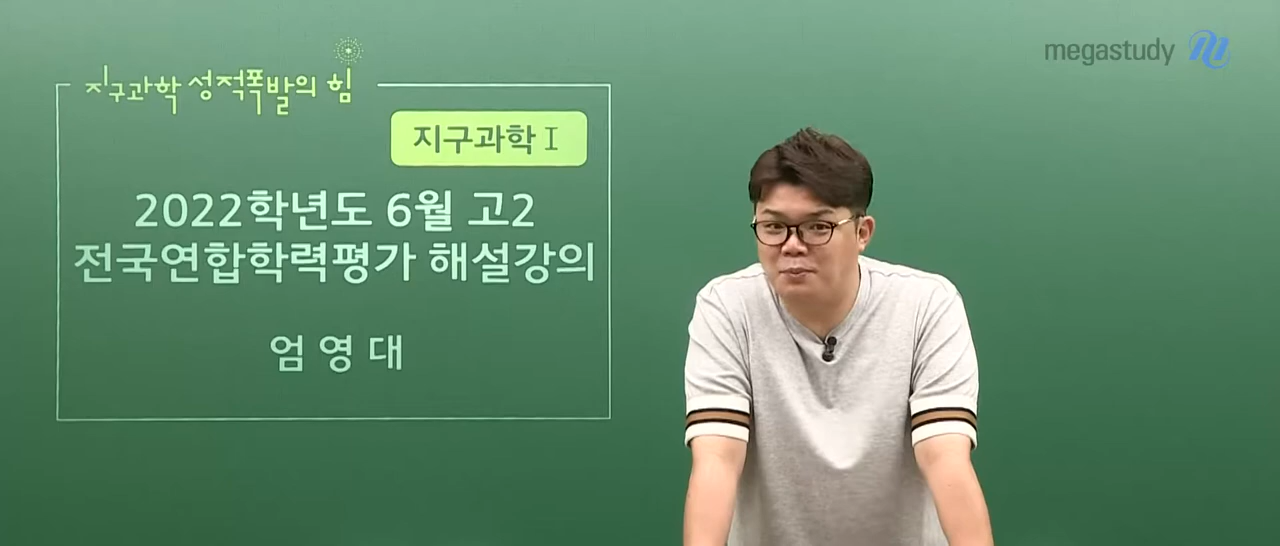 지구과학 성적폭발의 힘
megastudy
지구과학Ⅰ
2022학년도 6월 고2
전국연합학력평가 해설강의
엄영대